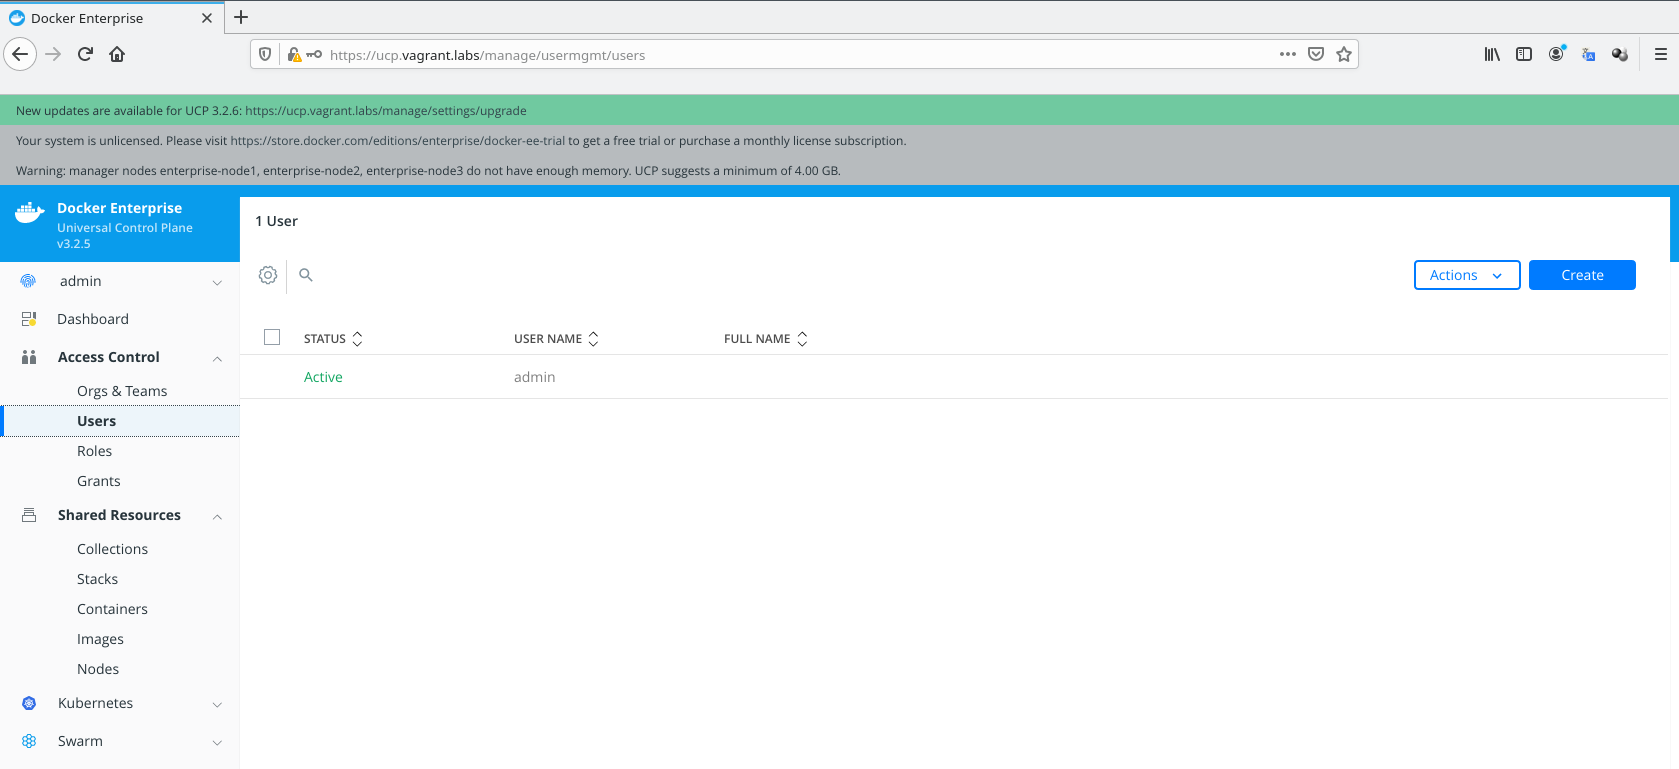 Docker Enterprise
https://ucp.vagrant.labs/manage/usermgmt/users
New updates are available for UCP 3.2.6: https://ucp.vagrant.labs/manage/settings/upgrade
Your system is unlicensed. Please visit https://store.docker.com/editions/enterprise/docker-ee-trial to get a free trial or purchase a monthly license subscription.
Warning: manager nodes enterprise-node1, enterprise-node2, enterprise-node3 do not have enough memory. UCP suggests a minimum of 4.00 GB.
Docker Enterprise
Universal Control Plane
v3.2.5
admin
Dashboard
Access Control
Orgs & Teams
Users
Roles
Grants
Shared Resources
Collections
Stacks
Containers
Images
Nodes
Kubernetes
Swarm
1 User
Actions Create
STATUS USER NAME FULL NAME
Active admin